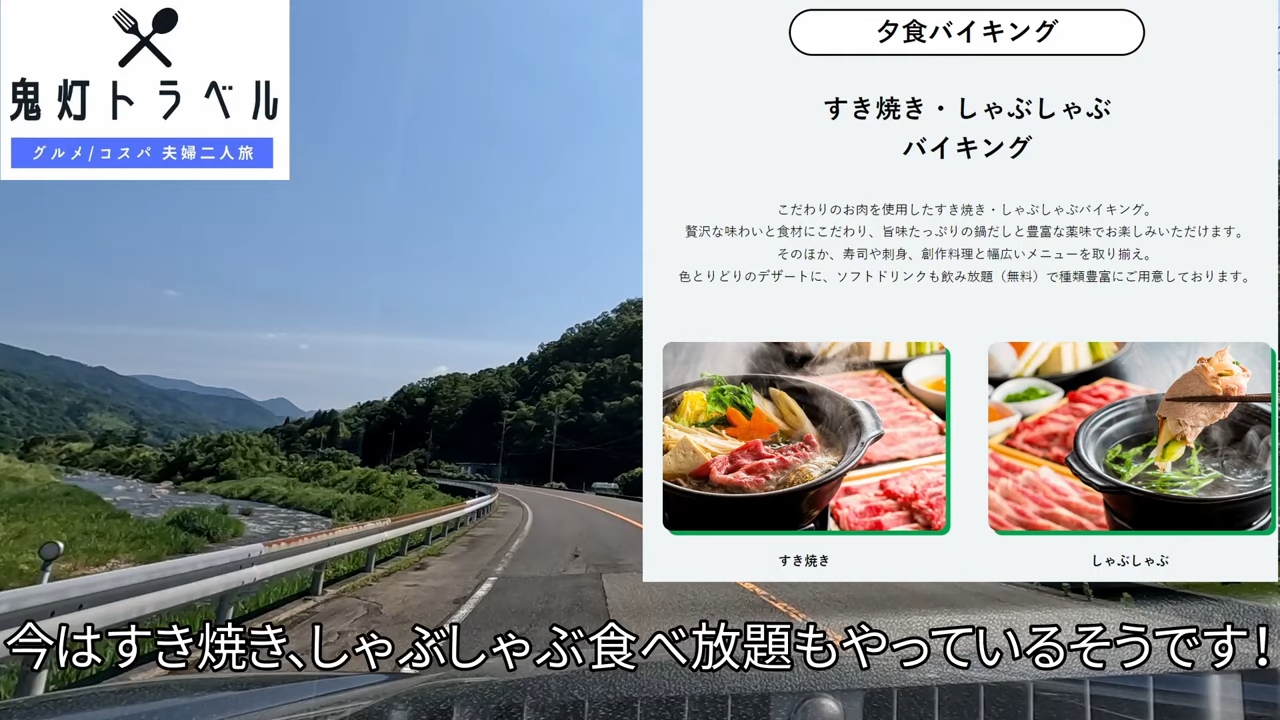 鬼灯トラベル
グルメ/コスパ 夫婦二人旅
夕食バイキング
すき焼き・しゃぶしゃぶ
バイキング
こだわりのお肉を使用したすき焼き・しゃぶしゃぶバイキング。
贅沢な味わいと食材にこだわり、旨味たっぷりの鍋だしと豊富な薬味でお楽しみいただけます。
そのほか、寿司や刺身、創作料理と幅広いメニューを取り揃え。
色とりどりのデザートに、ソフトドリンクも飲み放題（無料）で種類豊富にご用意しております。
すき焼き
しゃぶしゃぶ
今はすき焼き、しゃぶしゃぶ食べ放題もやっているそうです！